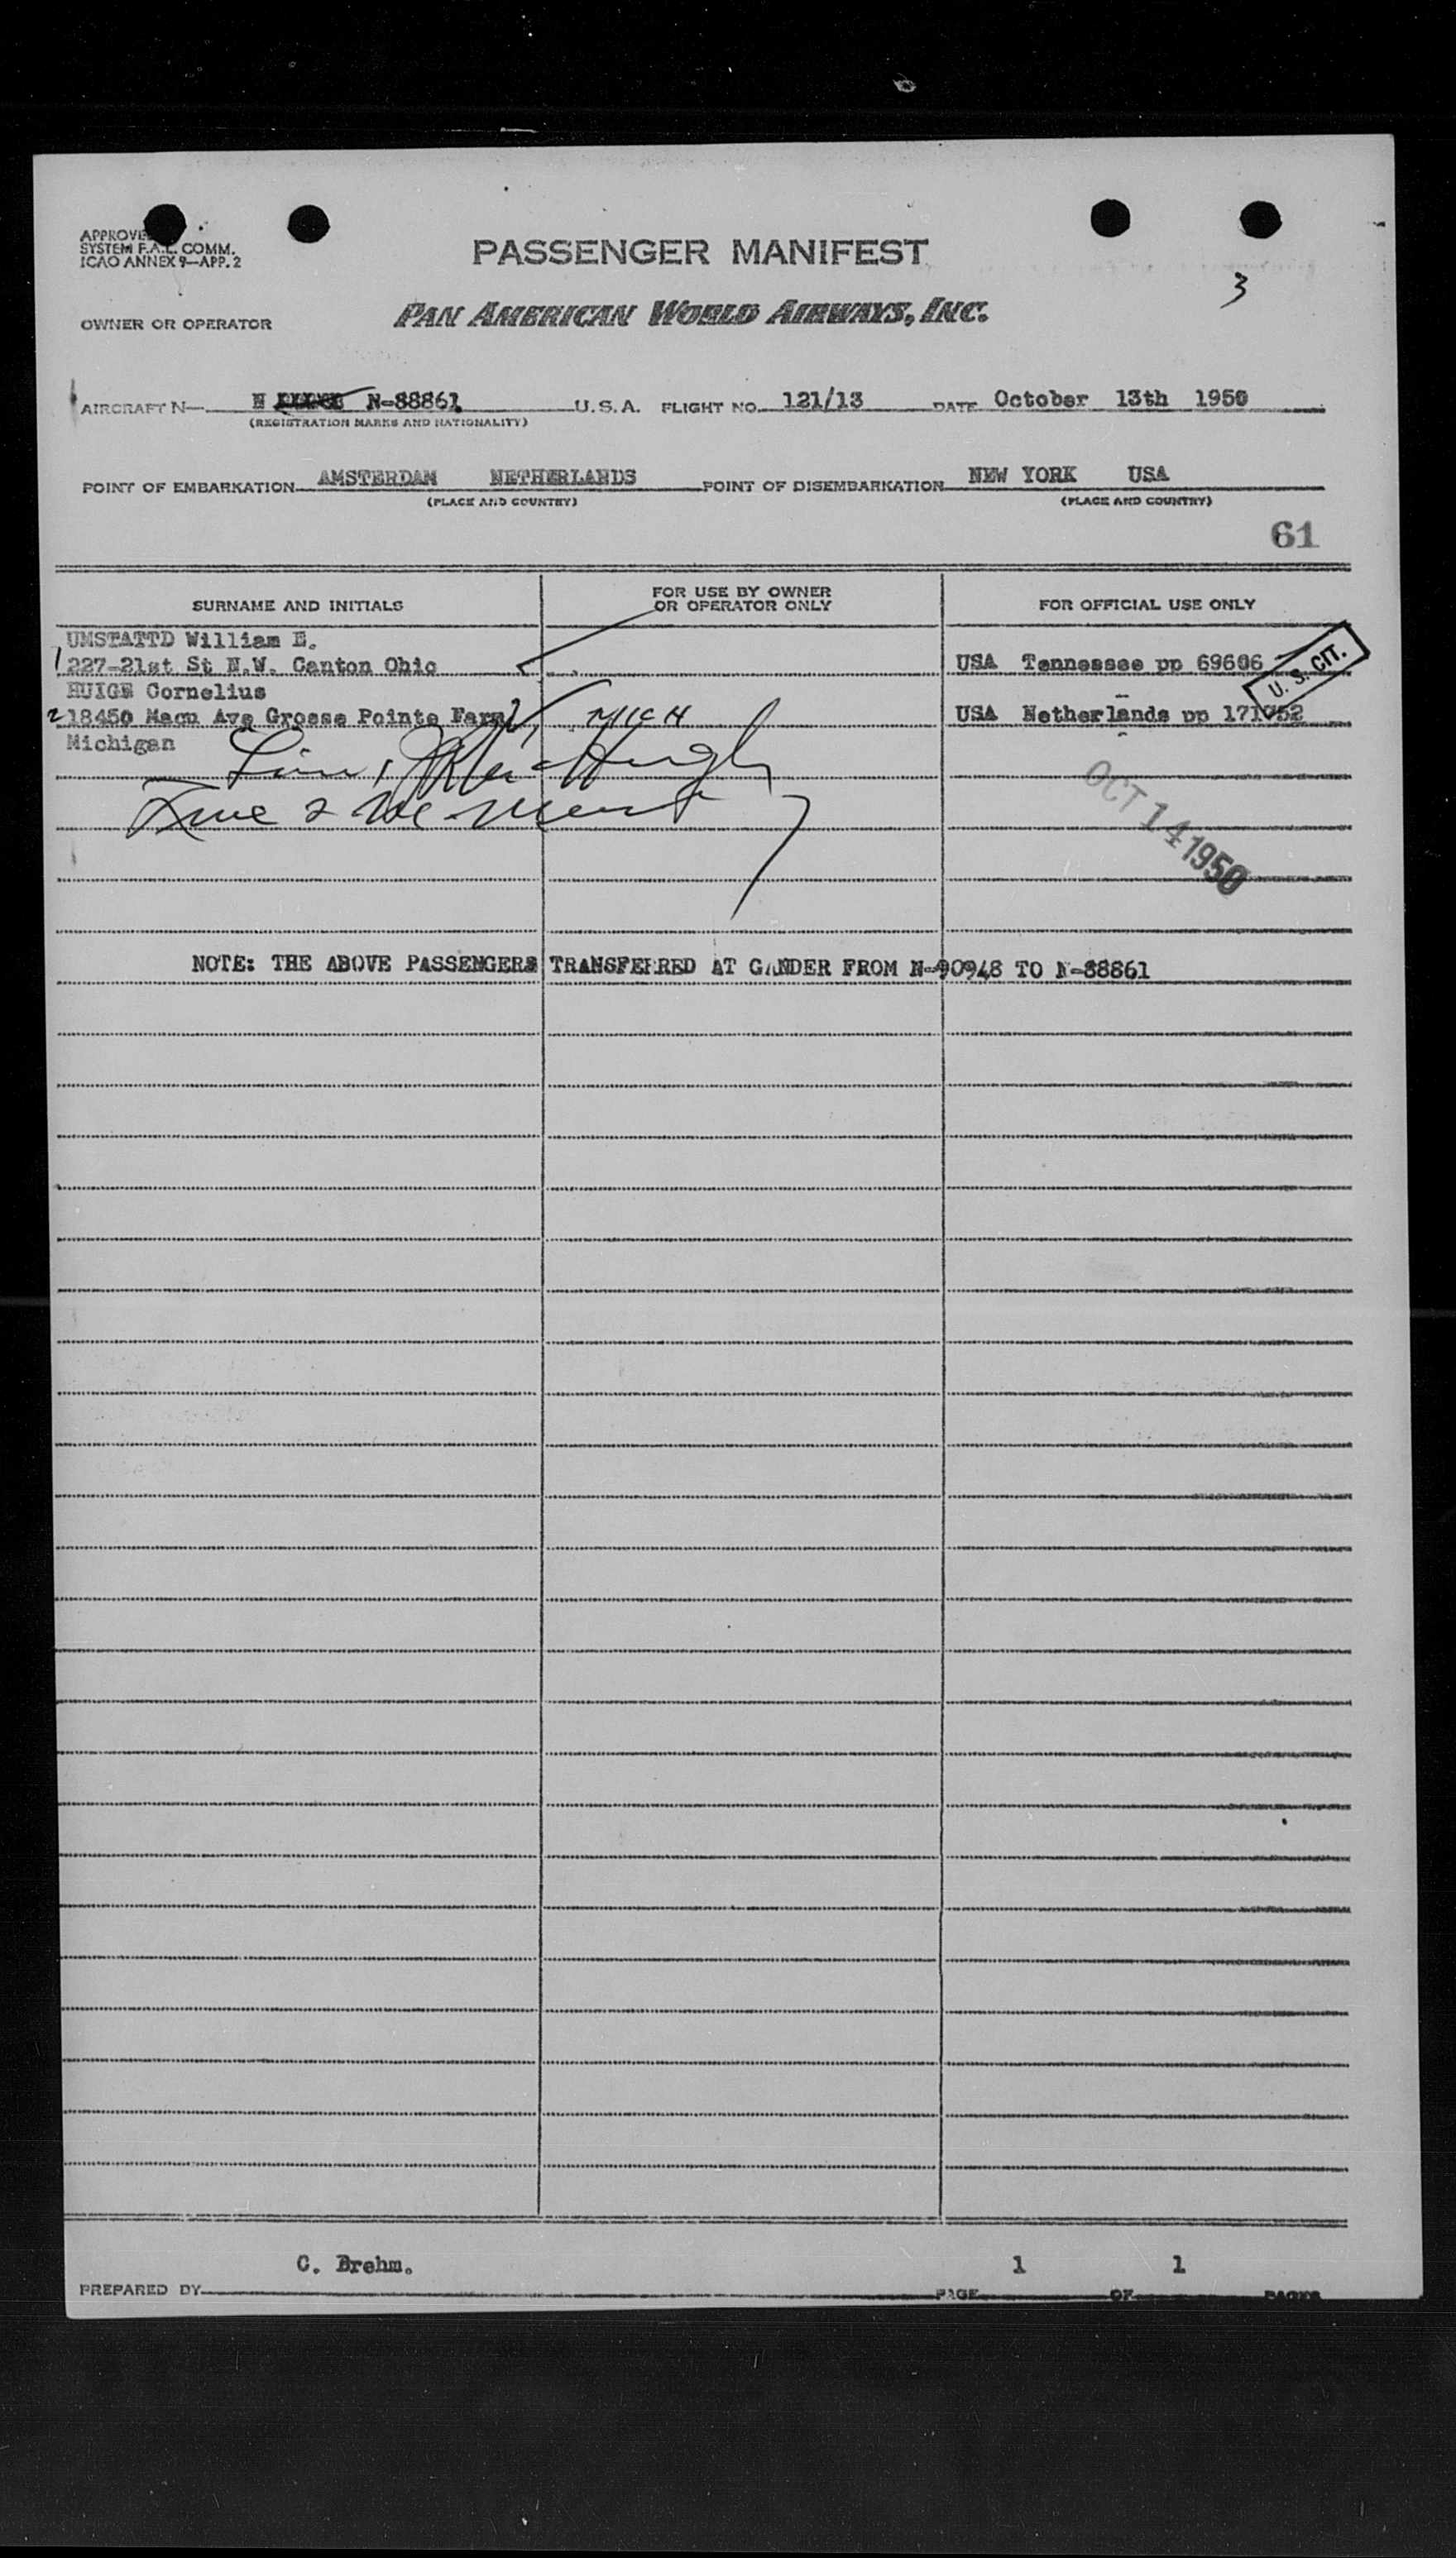 APPROVED
SYSTEM F.A.L. COMM.
ICAO ANNEX 9—APP. 2
PASSENGER MANIFEST
3
OWNER OR OPERATOR PAN AMERICAN WORLD AIRWAYS, INC.
AIRCRAFT N— N N-88861 U.S.A. FLIGHT NO. 121/13 DATE October 13th 1950
(REGISTRATION MARKS AND NATIONALITY)
POINT OF EMBARKATION AMSTERDAM NETHERLANDS POINT OF DISEMBARKATION NEW YORK USA
(PLACE AND COUNTRY) (PLACE AND COUNTRY)
61
SURNAME AND INITIALS FOR USE BY OWNER OR OPERATOR ONLY FOR OFFICIAL USE ONLY
UMSTATTD William E.
1 227-21st St N.W. Canton Ohio USA Tennessee pp 69606 U.S. CIT.
HUIGE Cornelius
2 18450 Macu Ave Grosse Pointe Farm MICH USA Netherlands pp 171052
Michigan
OCT 14 1950
NOTE: THE ABOVE PASSENGERS TRANSFERRED AT GANDER FROM N-90948 TO N-88861
C. Brehm. 1 1
PREPARED BY PAGE OF PAGES